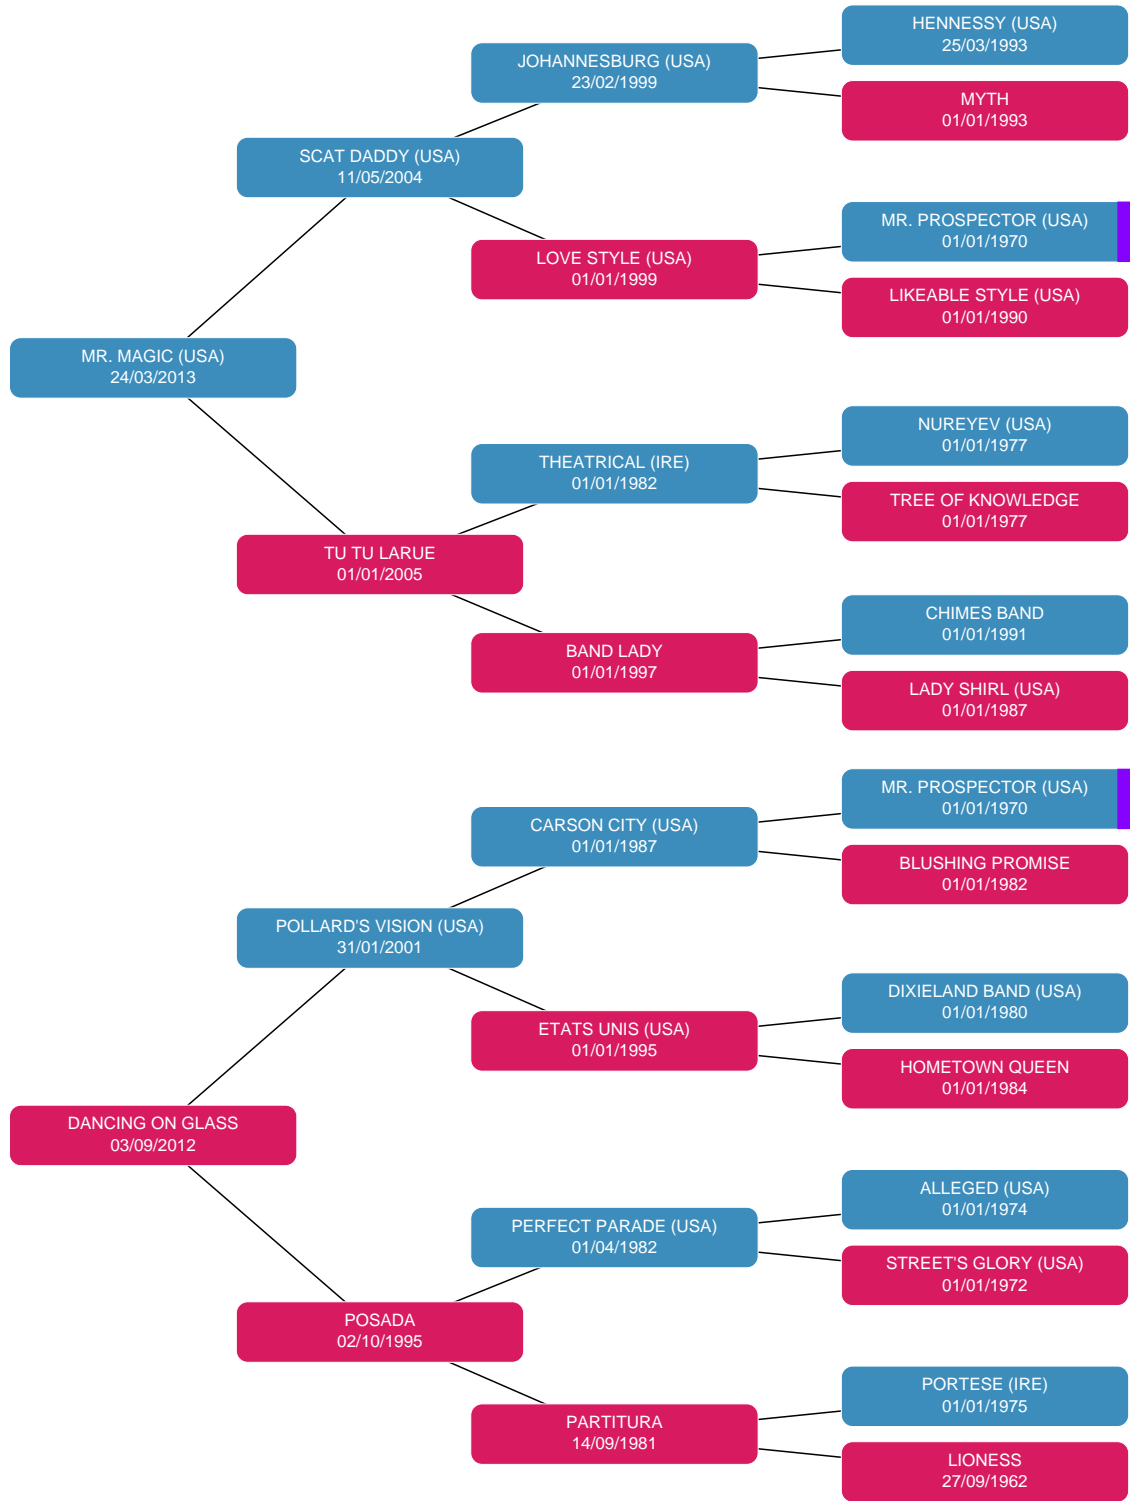 HENNESSY (USA)
25/03/1993
JOHANNESBURG (USA)
23/02/1999
MYTH
01/01/1993
SCAT DADDY (USA)
11/05/2004
MR. PROSPECTOR (USA)
01/01/1970
LOVE STYLE (USA)
01/01/1999
LIKEABLE STYLE (USA)
01/01/1990
MR. MAGIC (USA)
24/03/2013
NUREYEV (USA)
01/01/1977
THEATRICAL (IRE)
01/01/1982
TREE OF KNOWLEDGE
01/01/1977
TU TU LARUE
01/01/2005
CHIMES BAND
01/01/1991
BAND LADY
01/01/1997
LADY SHIRL (USA)
01/01/1987
MR. PROSPECTOR (USA)
01/01/1970
CARSON CITY (USA)
01/01/1987
BLUSHING PROMISE
01/01/1982
POLLARD'S VISION (USA)
31/01/2001
DIXIELAND BAND (USA)
01/01/1980
ETATS UNIS (USA)
01/01/1995
HOMETOWN QUEEN
01/01/1984
DANCING ON GLASS
03/09/2012
ALLEGED (USA)
01/01/1974
PERFECT PARADE (USA)
01/04/1982
STREET'S GLORY (USA)
01/01/1972
POSADA
02/10/1995
PORTESE (IRE)
01/01/1975
PARTITURA
14/09/1981
LIONESS
27/09/1962